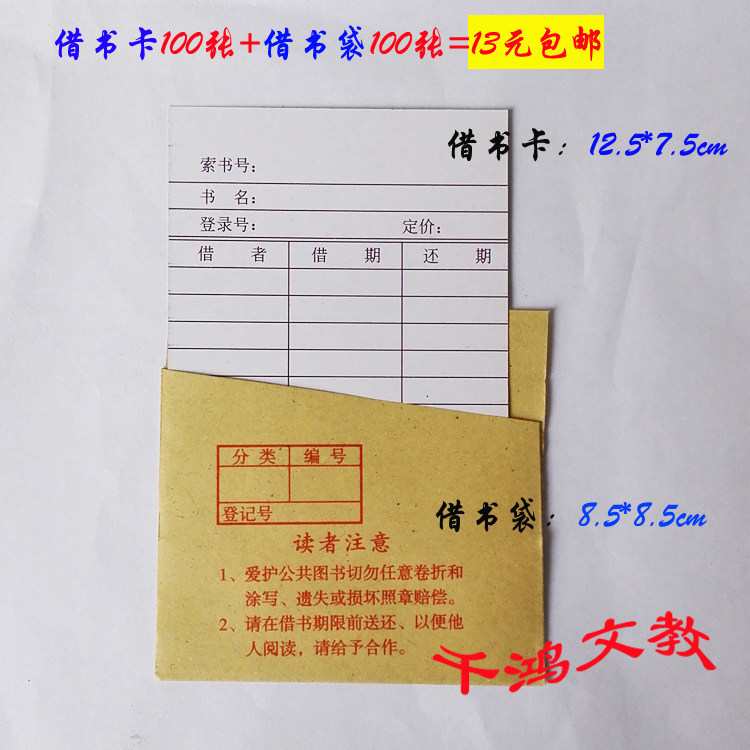 借书卡100张+借书袋100张=13元包邮
借书卡：12.5*7.5cm
索书号：
书 名：
登录号： 定价：
借 者 借 期 还 期
分类 编号
登记号
借书袋：8.5*8.5cm
读者注意
1、爱护公共图书切勿任意卷折和
涂写、遗失或损坏照章赔偿。
2、请在借书期限前送还、以便他
人阅读，请给予合作。
千鸿文教